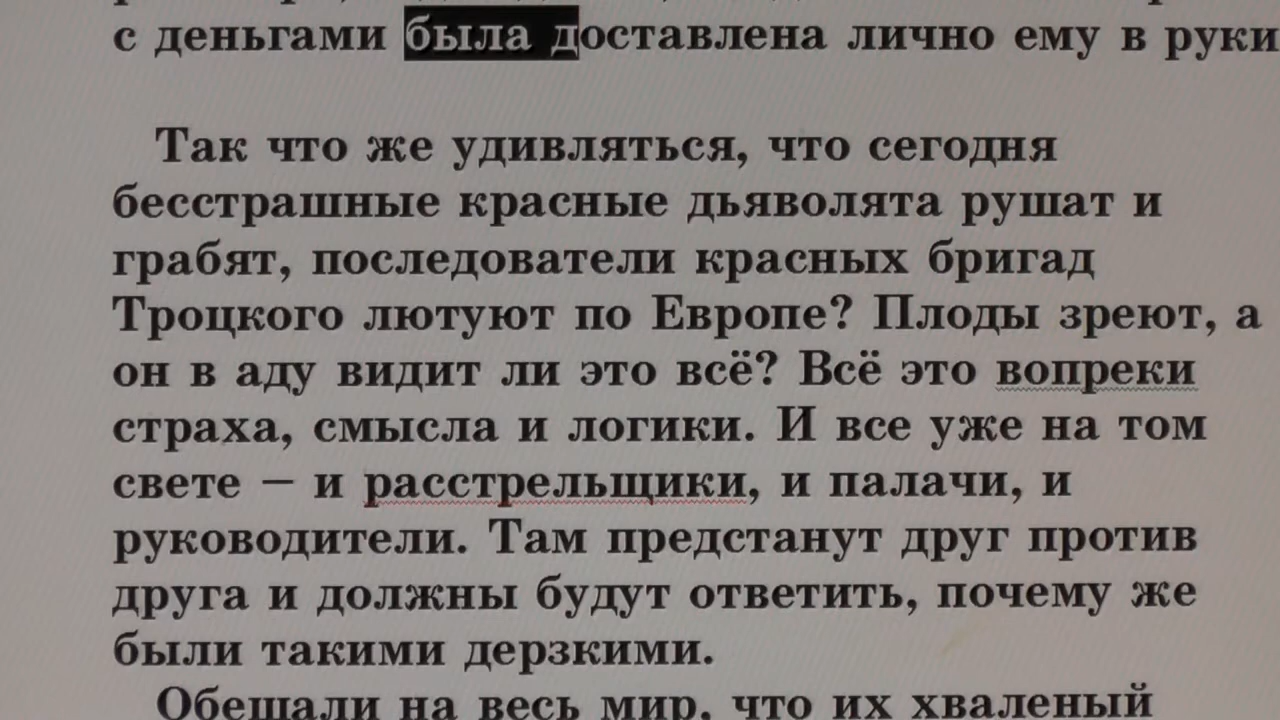 с деньгами была доставлена лично ему в руки
Так что же удивляться, что сегодня
бесстрашные красные дьяволята рушат и
грабят, последователи красных бригад
Троцкого лютуют по Европе? Плоды зреют, а
он в аду видит ли это всё? Всё это вопреки
страха, смысла и логики. И все уже на том
свете – и расстрельщики, и палачи, и
руководители. Там предстанут друг против
друга и должны будут ответить, почему же
были такими дерзкими.
Обещали на весь мир, что их хваленый